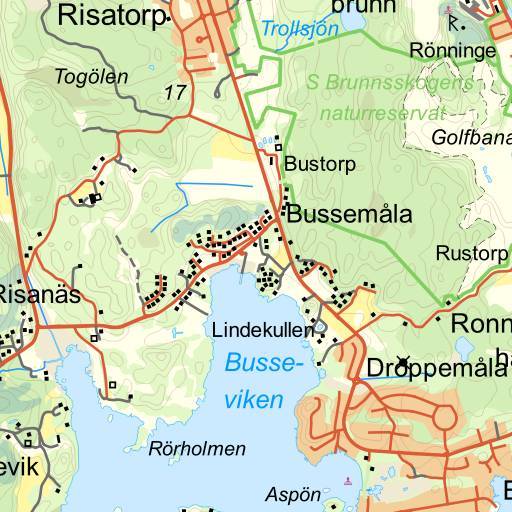 Risatorp
brunn
Trollsjön
Rönninge
Togölen
17
S Brunnsskogens
naturreservat
Golfbana
Bustorp
Bussemåla
Rustorp
Risanäs
Lindekullen
Ronn
Busse-
viken
Droppemåla
Rörholmen
evik
Aspön